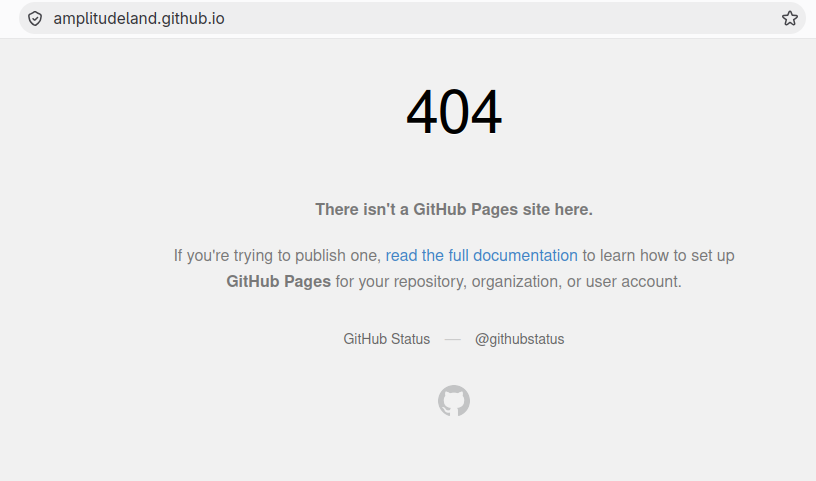 amplitudeland.github.io
404
There isn't a GitHub Pages site here.
If you're trying to publish one, read the full documentation to learn how to set up
GitHub Pages for your repository, organization, or user account.
GitHub Status — @githubstatus